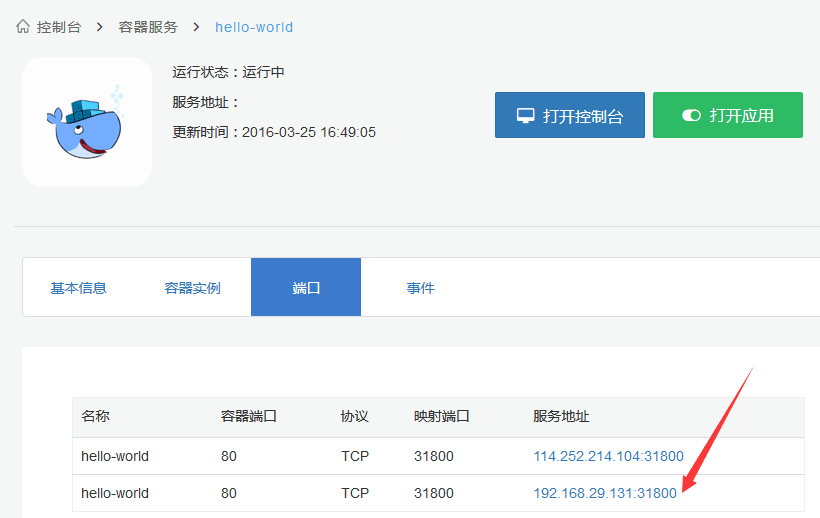 控制台 > 容器服务 > hello-world
运行状态：运行中
服务地址：
更新时间：2016-03-25 16:49:05
打开控制台 打开应用
基本信息 容器实例 端口 事件
名称 容器端口 协议 映射端口 服务地址
hello-world 80 TCP 31800 114.252.214.104:31800
hello-world 80 TCP 31800 192.168.29.131:31800